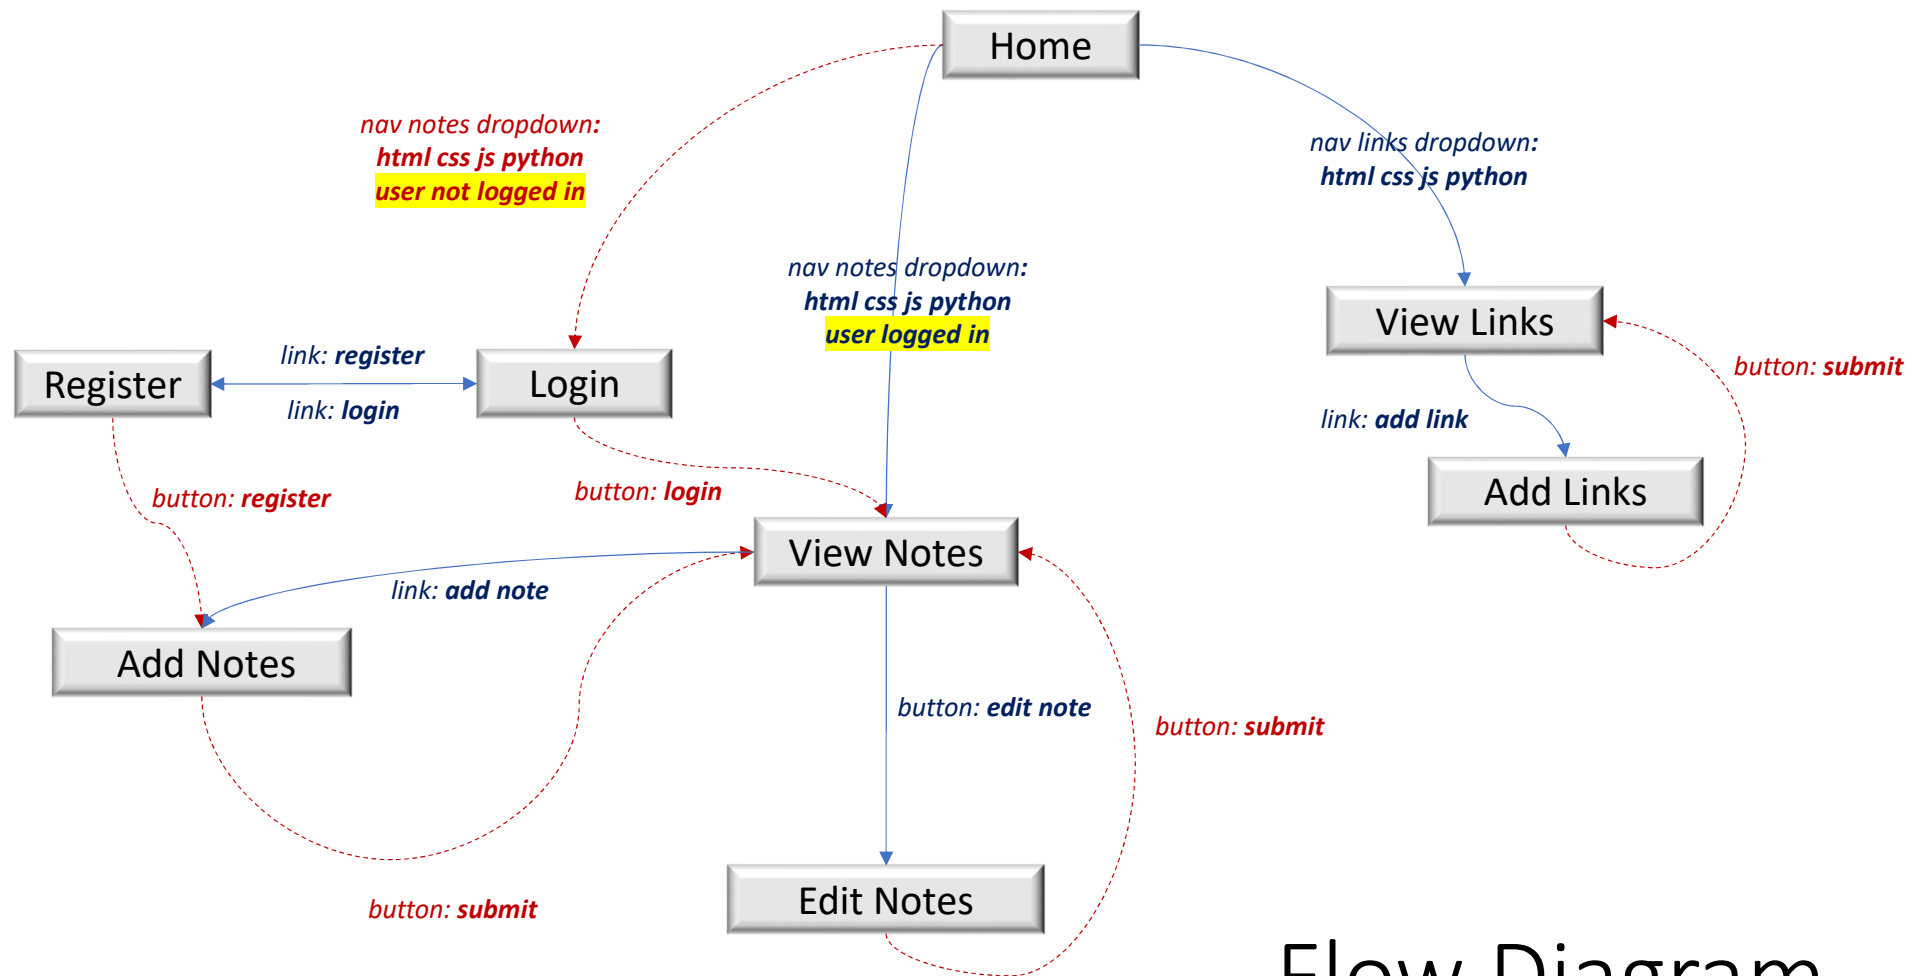 Home
nav notes dropdown:
html css js python
user not logged in
nav links dropdown:
html css js python
nav notes dropdown:
html css js python
user logged in
View Links
link: register
Register
Login
link: login
button: submit
link: add link
button: register
button: login
Add Links
View Notes
link: add note
Add Notes
button: edit note
button: submit
button: submit
Edit Notes
Flow Diagram